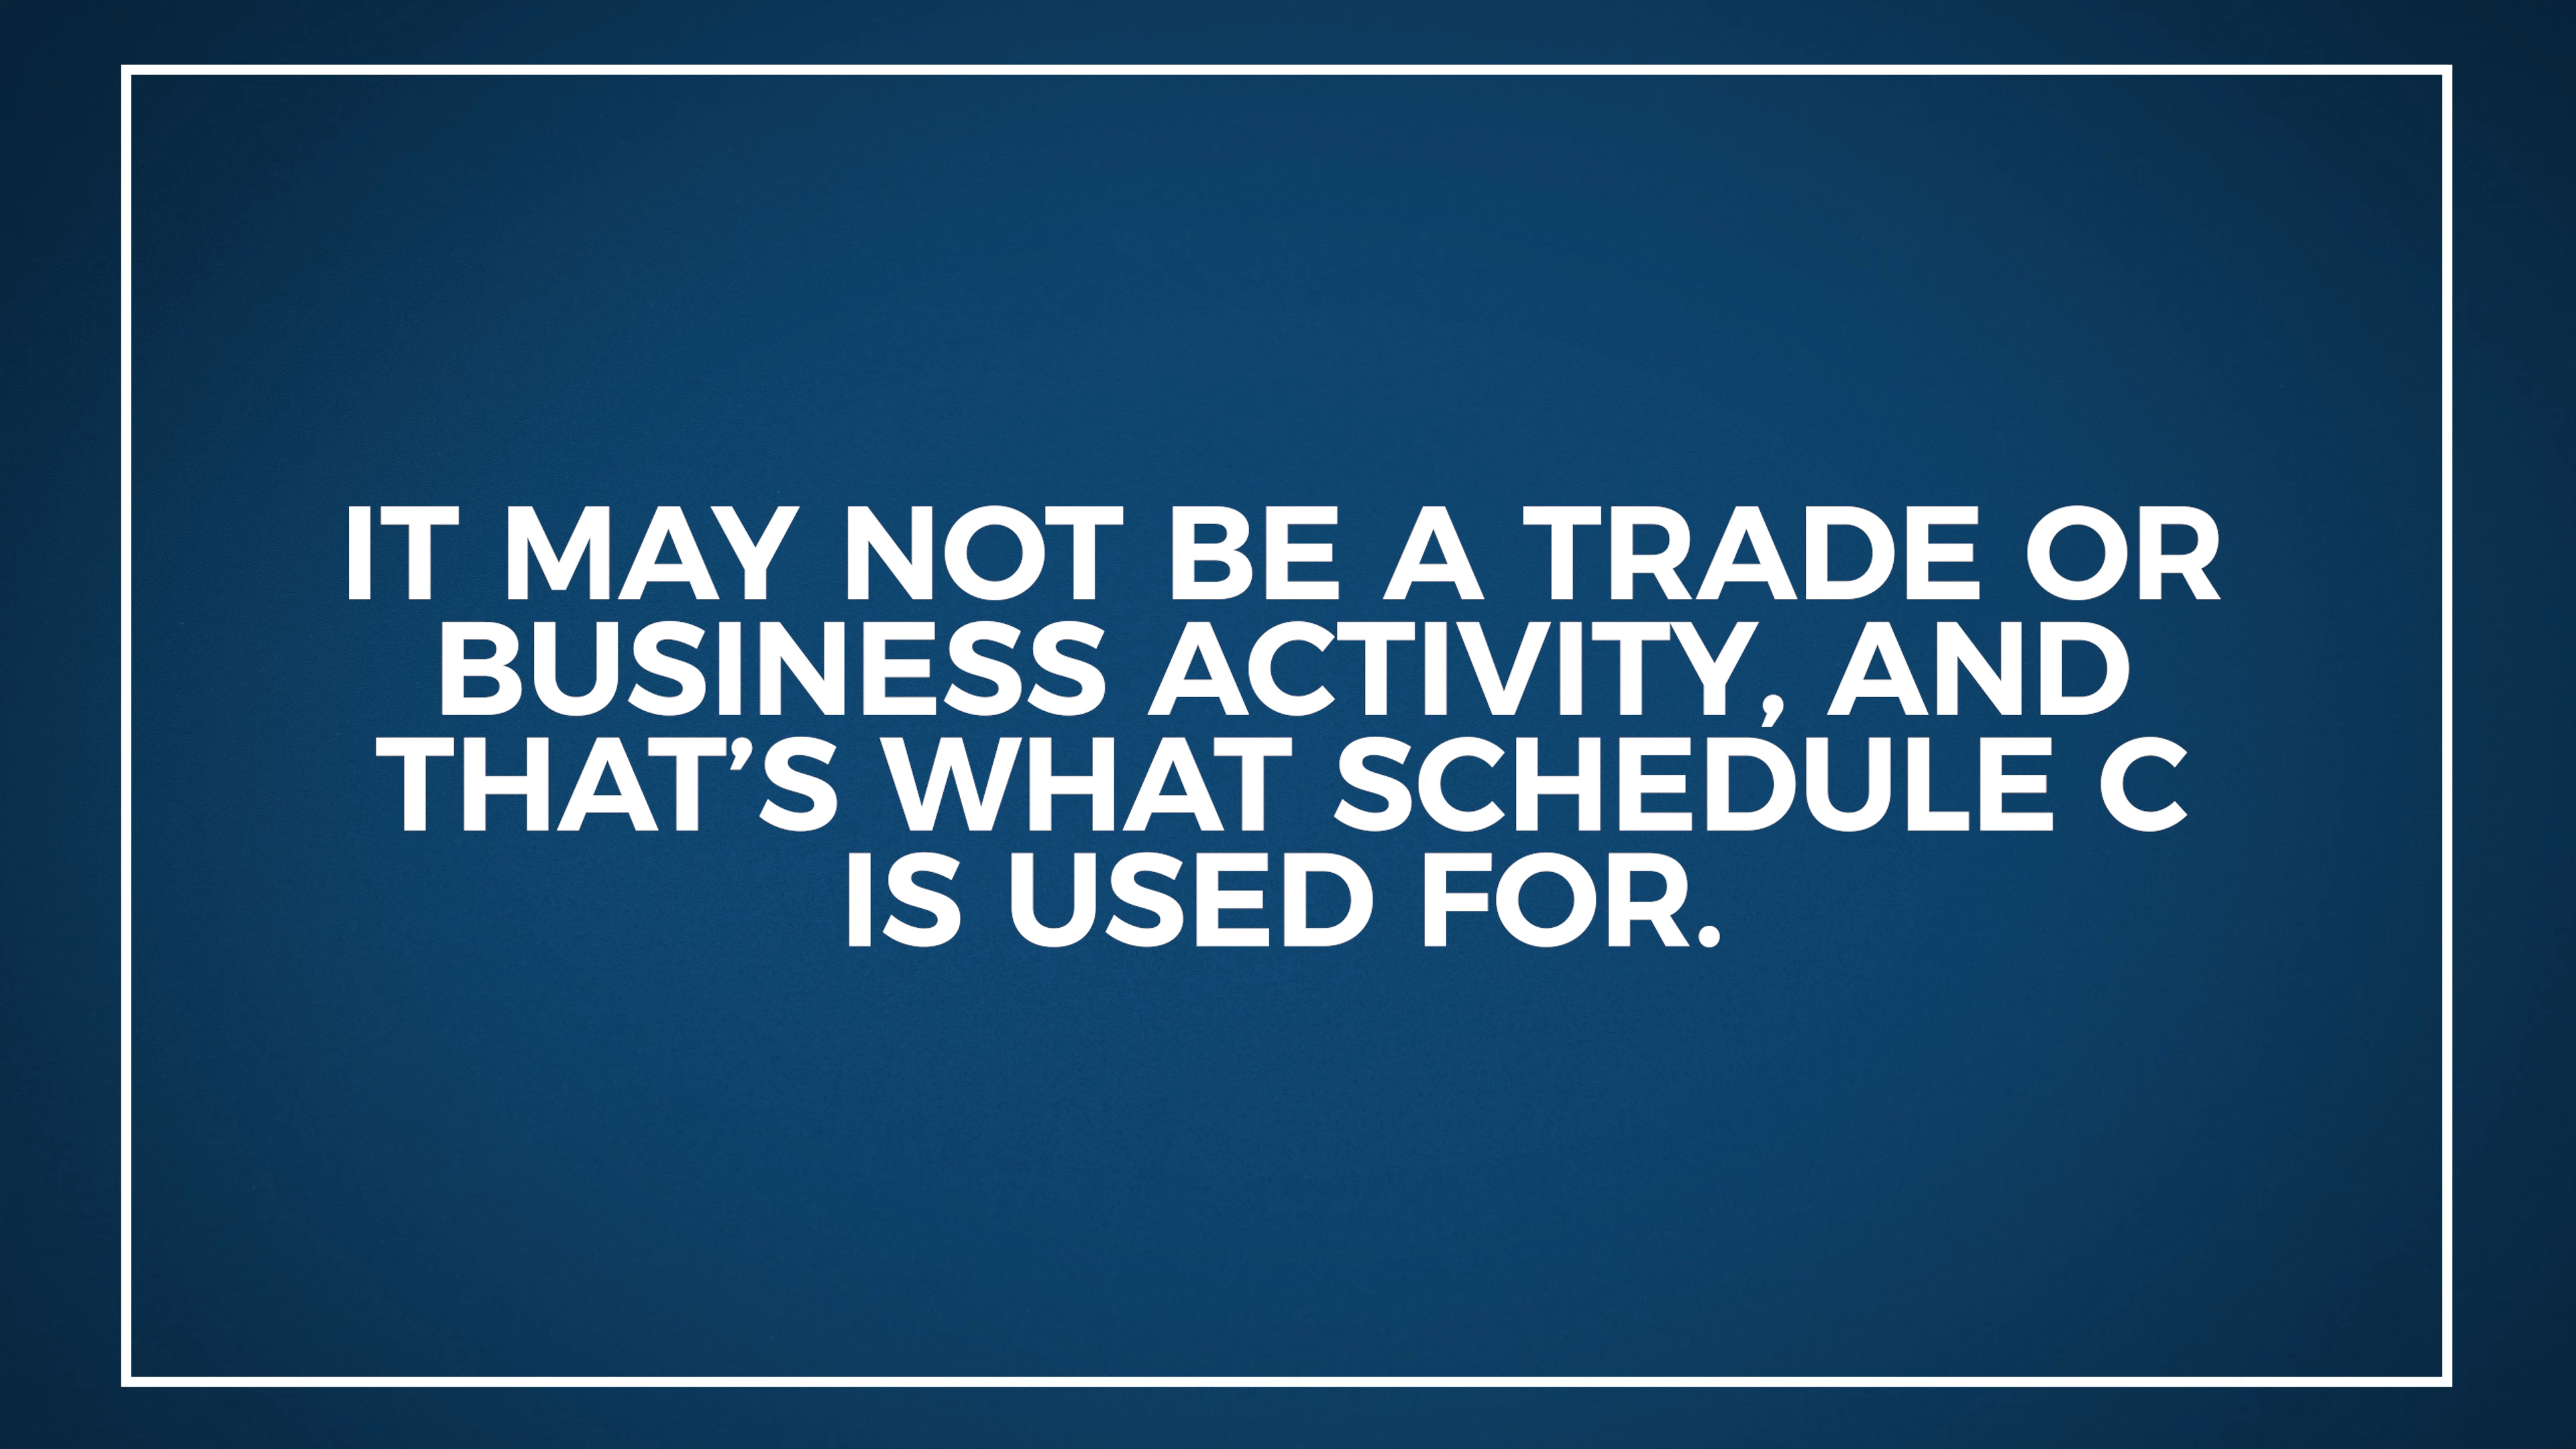 IT MAY NOT BE A TRADE OR
BUSINESS ACTIVITY, AND
THAT’S WHAT SCHEDULE C
IS USED FOR.